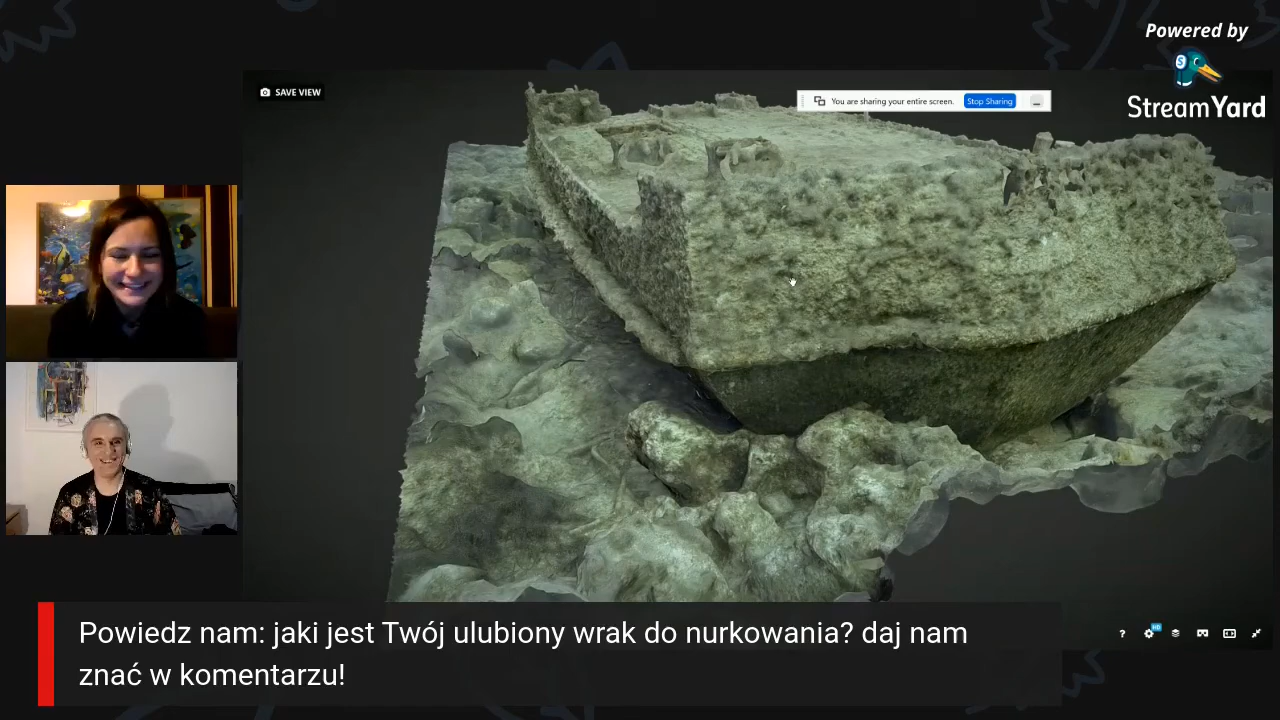 Powered by
StreamYard
SAVE VIEW
You are sharing your entire screen. Stop Sharing
? HD
Powiedz nam: jaki jest Twój ulubiony wrak do nurkowania? daj nam
znać w komentarzu!